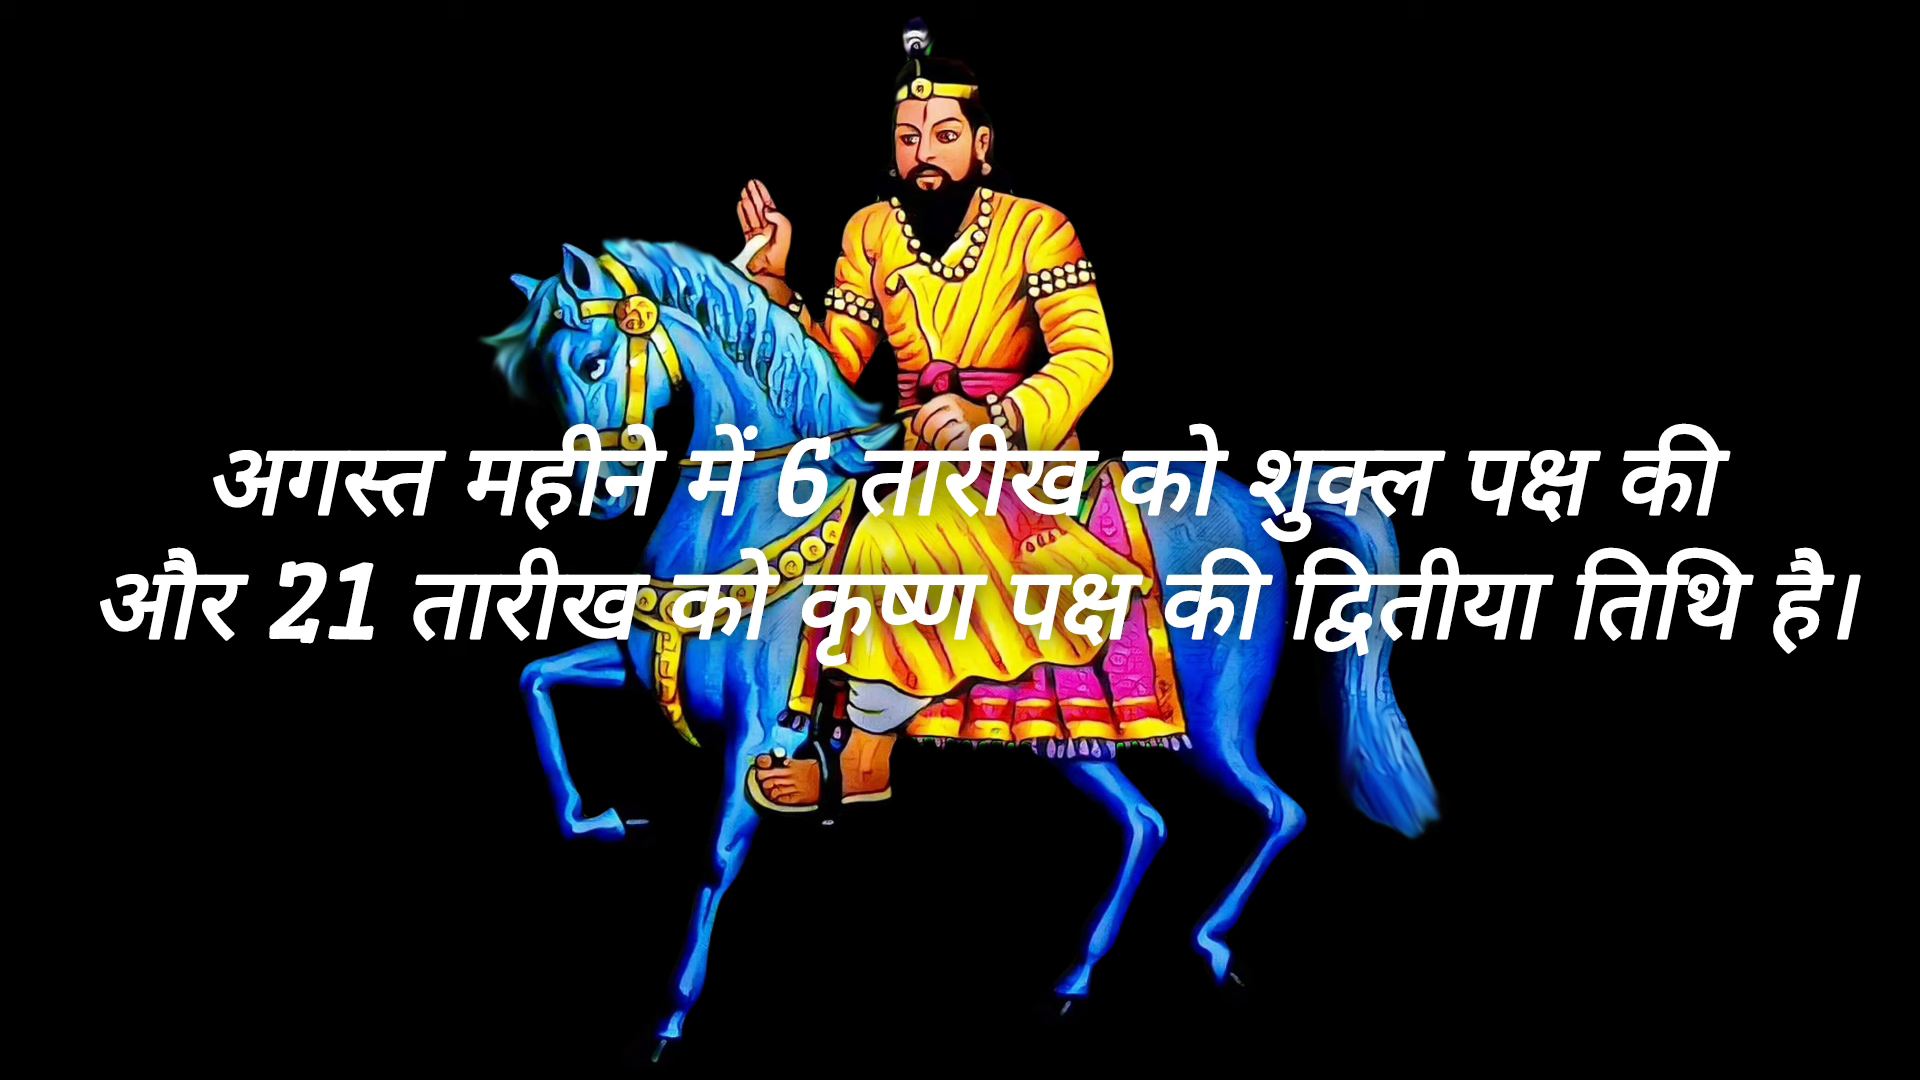 अगस्त महीने में 6 तारीख को शुक्ल पक्ष की
और 21 तारीख को कृष्ण पक्ष की द्वितीया तिथि है।